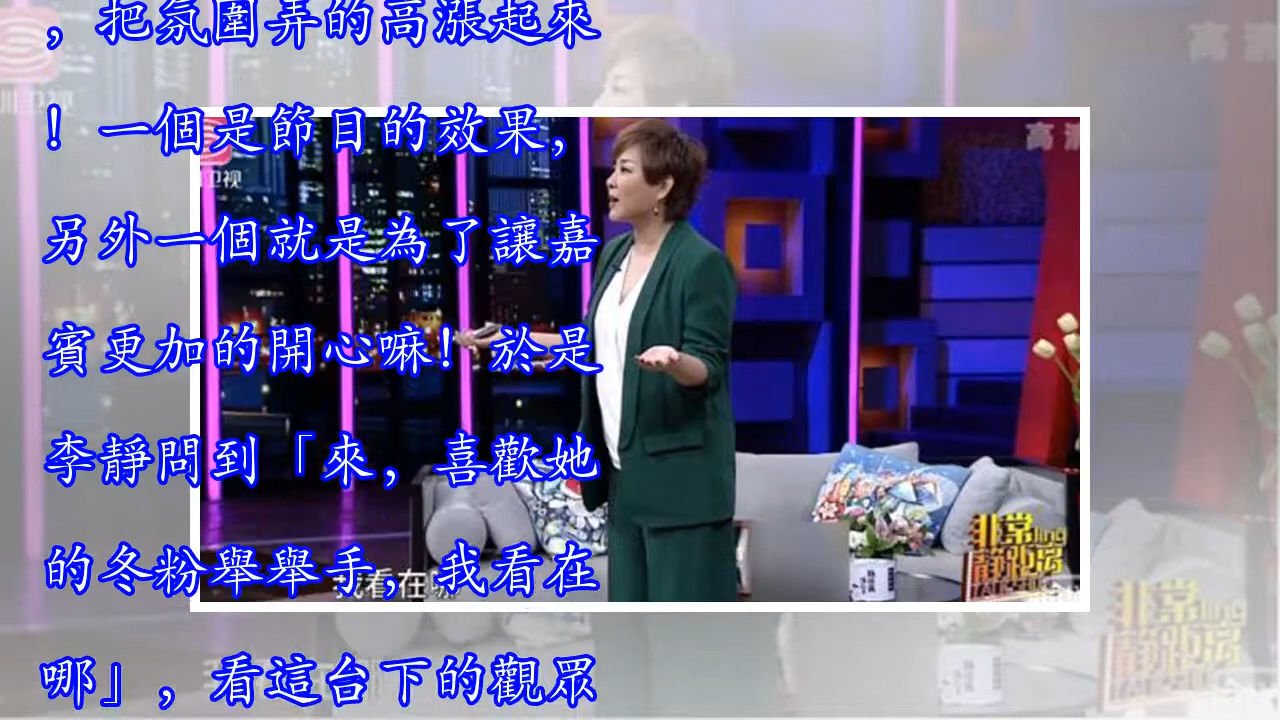 ，把氛圍弄的高漲起來
！一個是節目的效果，
另外一個就是為了讓嘉
賓更加的開心嘛！於是
李靜問到「來，喜歡她
的冬粉舉舉手，我看在
哪」，看這台下的觀眾
卫视
高清
我看在哪
非常
ing
静距离